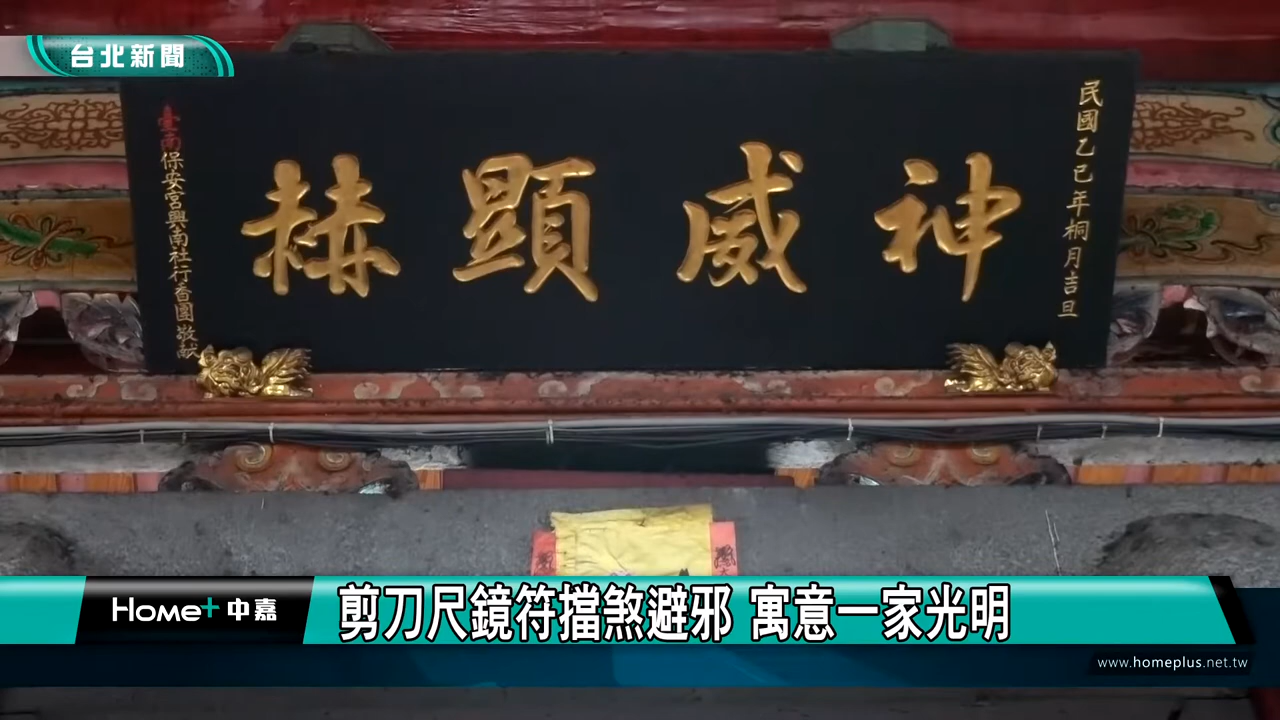 台北新聞
民國乙巳年桐月吉旦
神威顯赫
臺南保安宮興南社行香團敬献
Home+中嘉
剪刀尺鏡符擋煞避邪 寓意一家光明
www.homeplus.net.tw